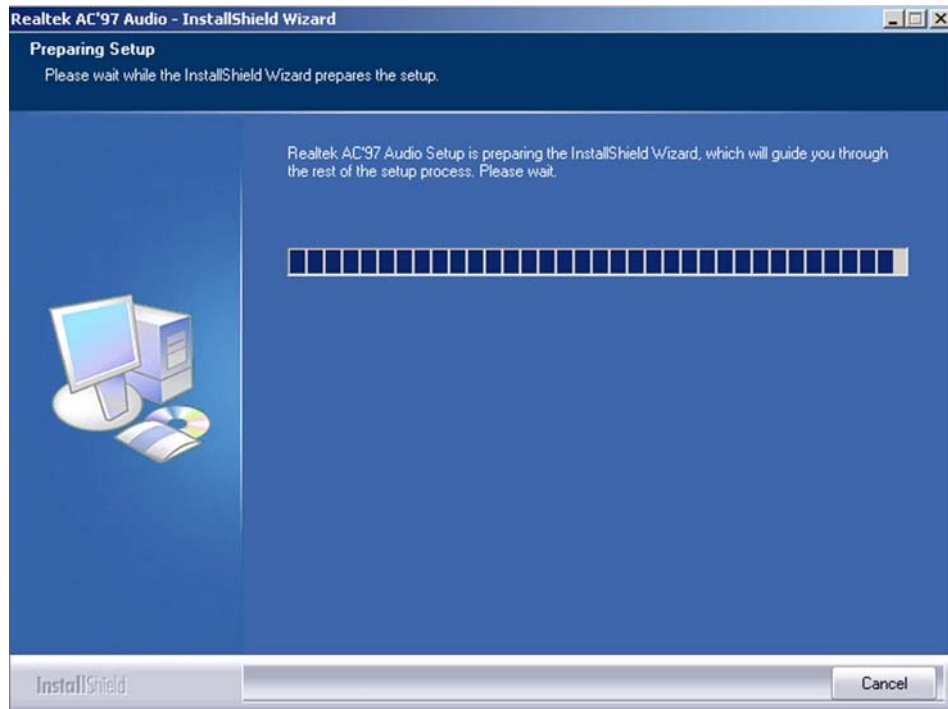 Realtek AC'97 Audio - InstallShield Wizard
Preparing Setup
Please wait while the InstallShield Wizard prepares the setup.
Realtek AC'97 Audio Setup is preparing the InstallShield Wizard, which will guide you through
the rest of the setup process. Please wait.
InstallShield
Cancel